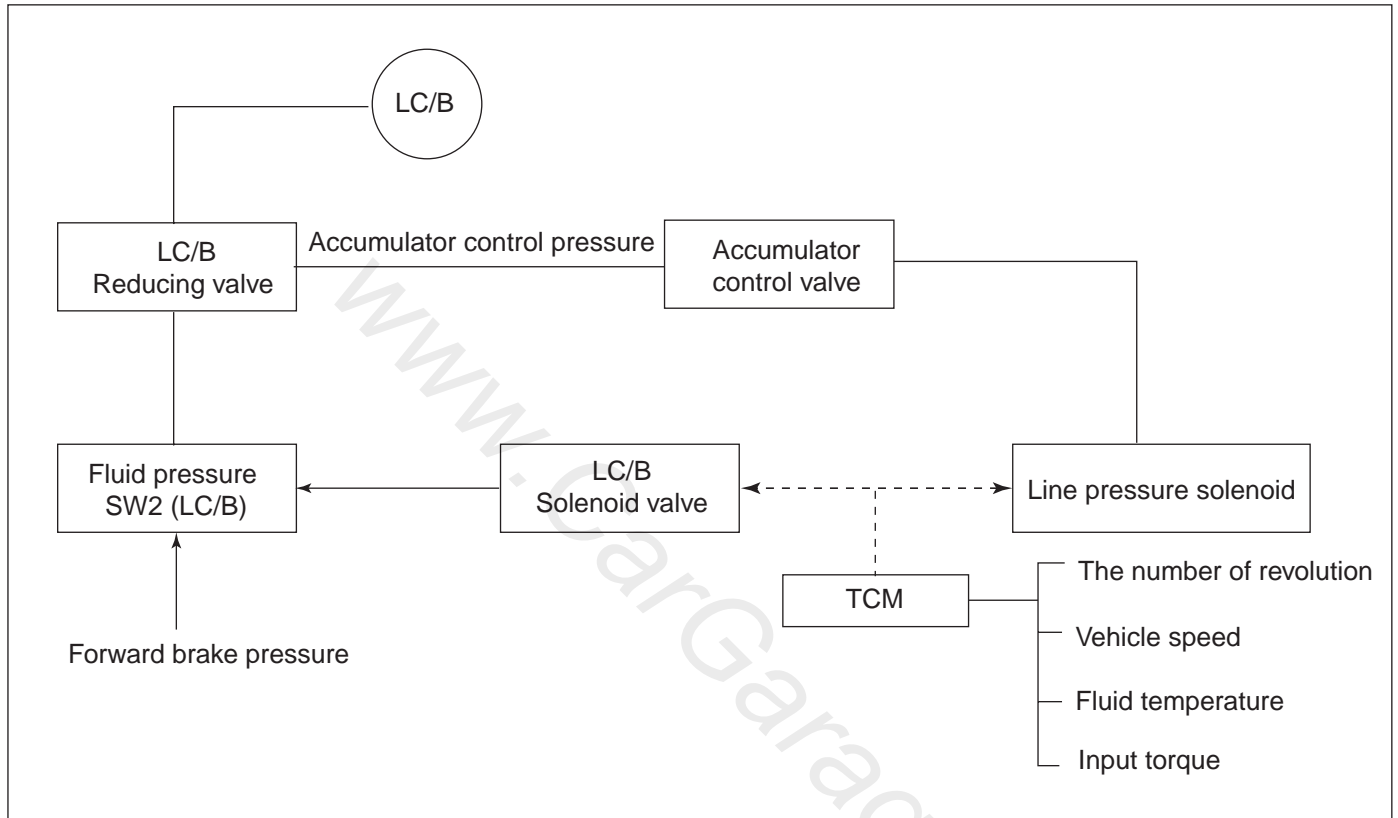 LC/B
LC/B
Reducing valve
Accumulator control pressure
Accumulator
control valve
Fluid pressure
SW2 (LC/B)
LC/B
Solenoid valve
Line pressure solenoid
TCM
The number of revolution
Vehicle speed
Fluid temperature
Input torque
Forward brake pressure